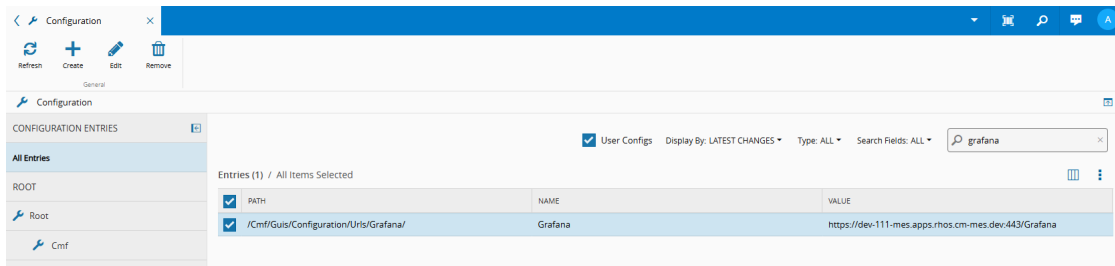 Configuration
A
Refresh Create Edit Remove
General
Configuration
CONFIGURATION ENTRIES
All Entries
ROOT
Root
Cmf
User Configs Display By: LATEST CHANGES Type: ALL Search Fields: ALL grafana
Entries (1) / All Items Selected
PATH NAME VALUE
/Cmf/Guis/Configuration/Urls/Grafana/ Grafana https://dev-111-mes.apps.rhos.cm-mes.dev:443/Grafana